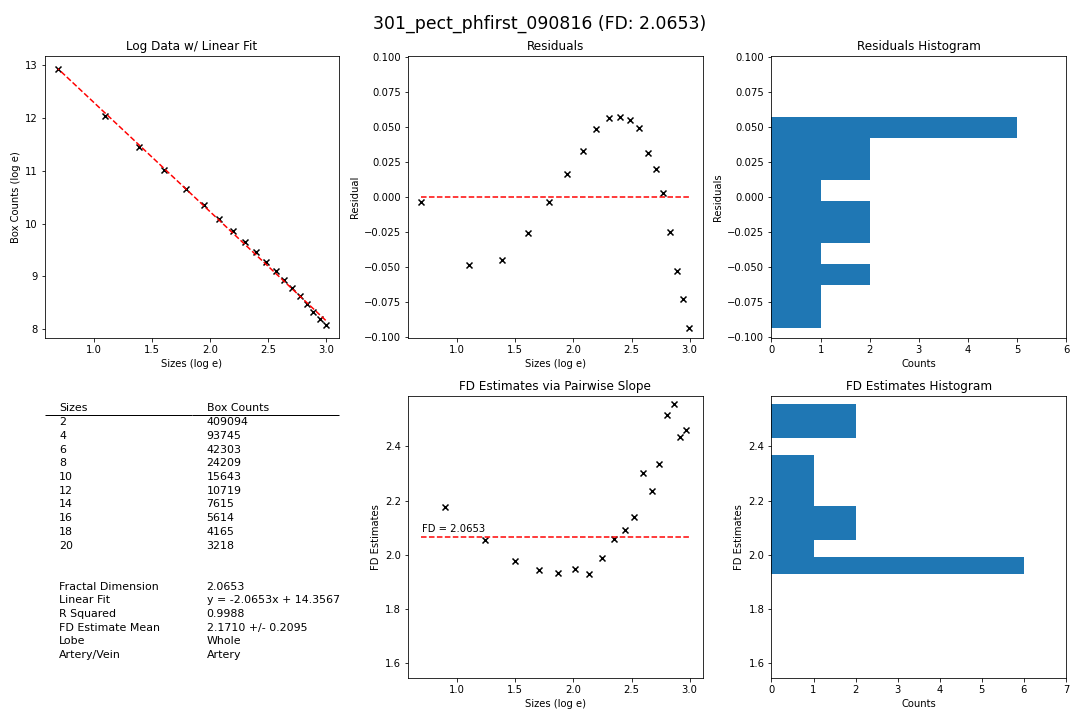 301_pect_phfirst_090816 (FD: 2.0653)
Log Data w/ Linear Fit
Box Counts (log e)
13
12
11
10
9
8
1.0 1.5 2.0 2.5 3.0
Sizes (log e)
Residuals
Residual
0.100
0.075
0.050
0.025
0.000
−0.025
−0.050
−0.075
−0.100
1.0 1.5 2.0 2.5 3.0
Sizes (log e)
Residuals Histogram
Residuals
0.100
0.075
0.050
0.025
0.000
−0.025
−0.050
−0.075
−0.100
0 1 2 3 4 5 6
Counts
Sizes Box Counts
2 409094
4 93745
6 42303
8 24209
10 15643
12 10719
14 7615
16 5614
18 4165
20 3218
Fractal Dimension 2.0653
Linear Fit y = -2.0653x + 14.3567
R Squared 0.9988
FD Estimate Mean 2.1710 +/- 0.2095
Lobe Whole
Artery/Vein Artery
FD Estimates via Pairwise Slope
FD Estimates
2.4
2.2
2.0
1.8
1.6
FD = 2.0653
1.0 1.5 2.0 2.5 3.0
Sizes (log e)
FD Estimates Histogram
FD Estimates
2.4
2.2
2.0
1.8
1.6
0 1 2 3 4 5 6 7
Counts